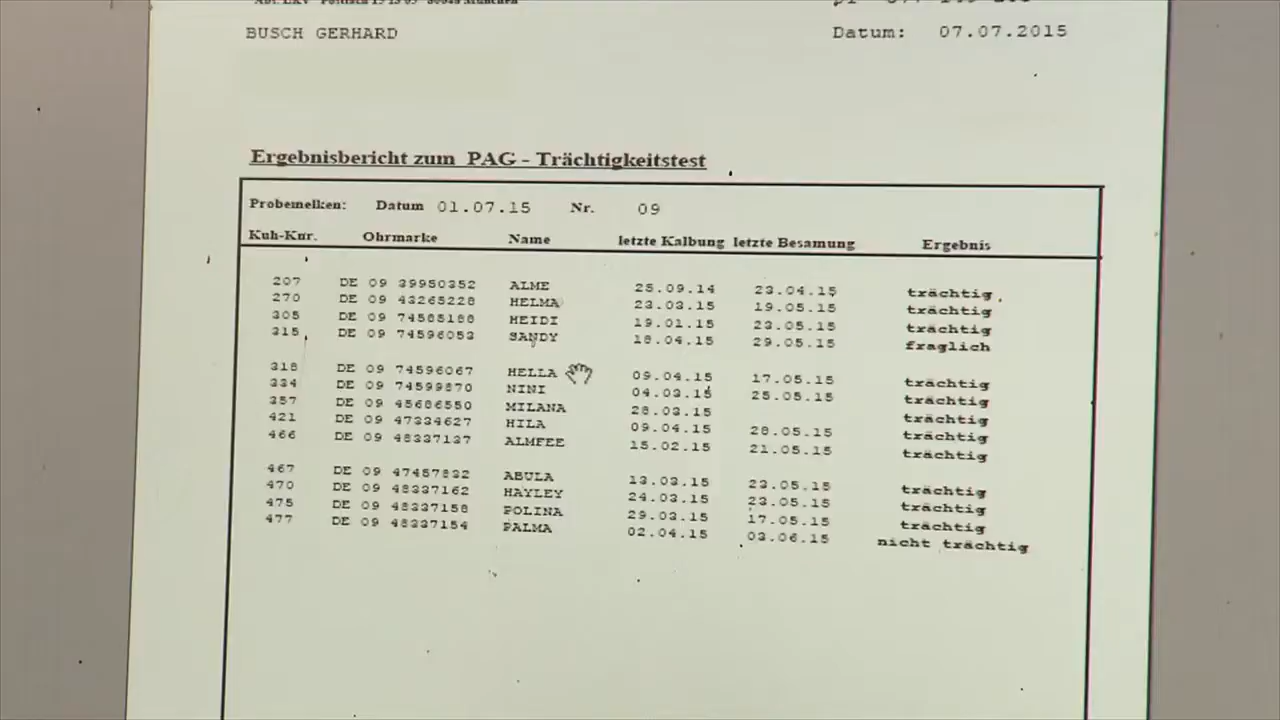 BUSCH GERHARD
Datum: 07.07.2015
Ergebnisbericht zum PAG - Trächtigkeitstest
Probemelken: Datum 01.07.15 Nr. 09
Kuh-Knr. Ohrmarke Name letzte Kalbung letzte Besamung Ergebnis
207 DE 09 39950352 ALME 25.09.14 23.04.15 trächtig
270 DE 09 43265228 HELMA 23.03.15 19.05.15 trächtig
305 DE 09 74585188 HEIDI 19.01.15 23.05.15 trächtig
315 DE 09 74596053 SANDY 18.04.15 29.05.15 fraglich
318 DE 09 74596067 HELLA 09.04.15 17.05.15 trächtig
334 DE 09 74599870 NINI 04.03.15 25.05.15 trächtig
357 DE 09 45686550 MILANA 28.03.15 trächtig
421 DE 09 47334627 HILA 09.04.15 28.05.15 trächtig
466 DE 09 48337137 ALMFEE 15.02.15 21.05.15 trächtig
467 DE 09 47457832 ABULA 13.03.15 23.05.15 trächtig
470 DE 09 48337162 HAYLEY 24.03.15 23.05.15 trächtig
475 DE 09 48337158 POLINA 29.03.15 17.05.15 trächtig
477 DE 09 48337154 PALMA 02.04.15 03.06.15 nicht trächtig